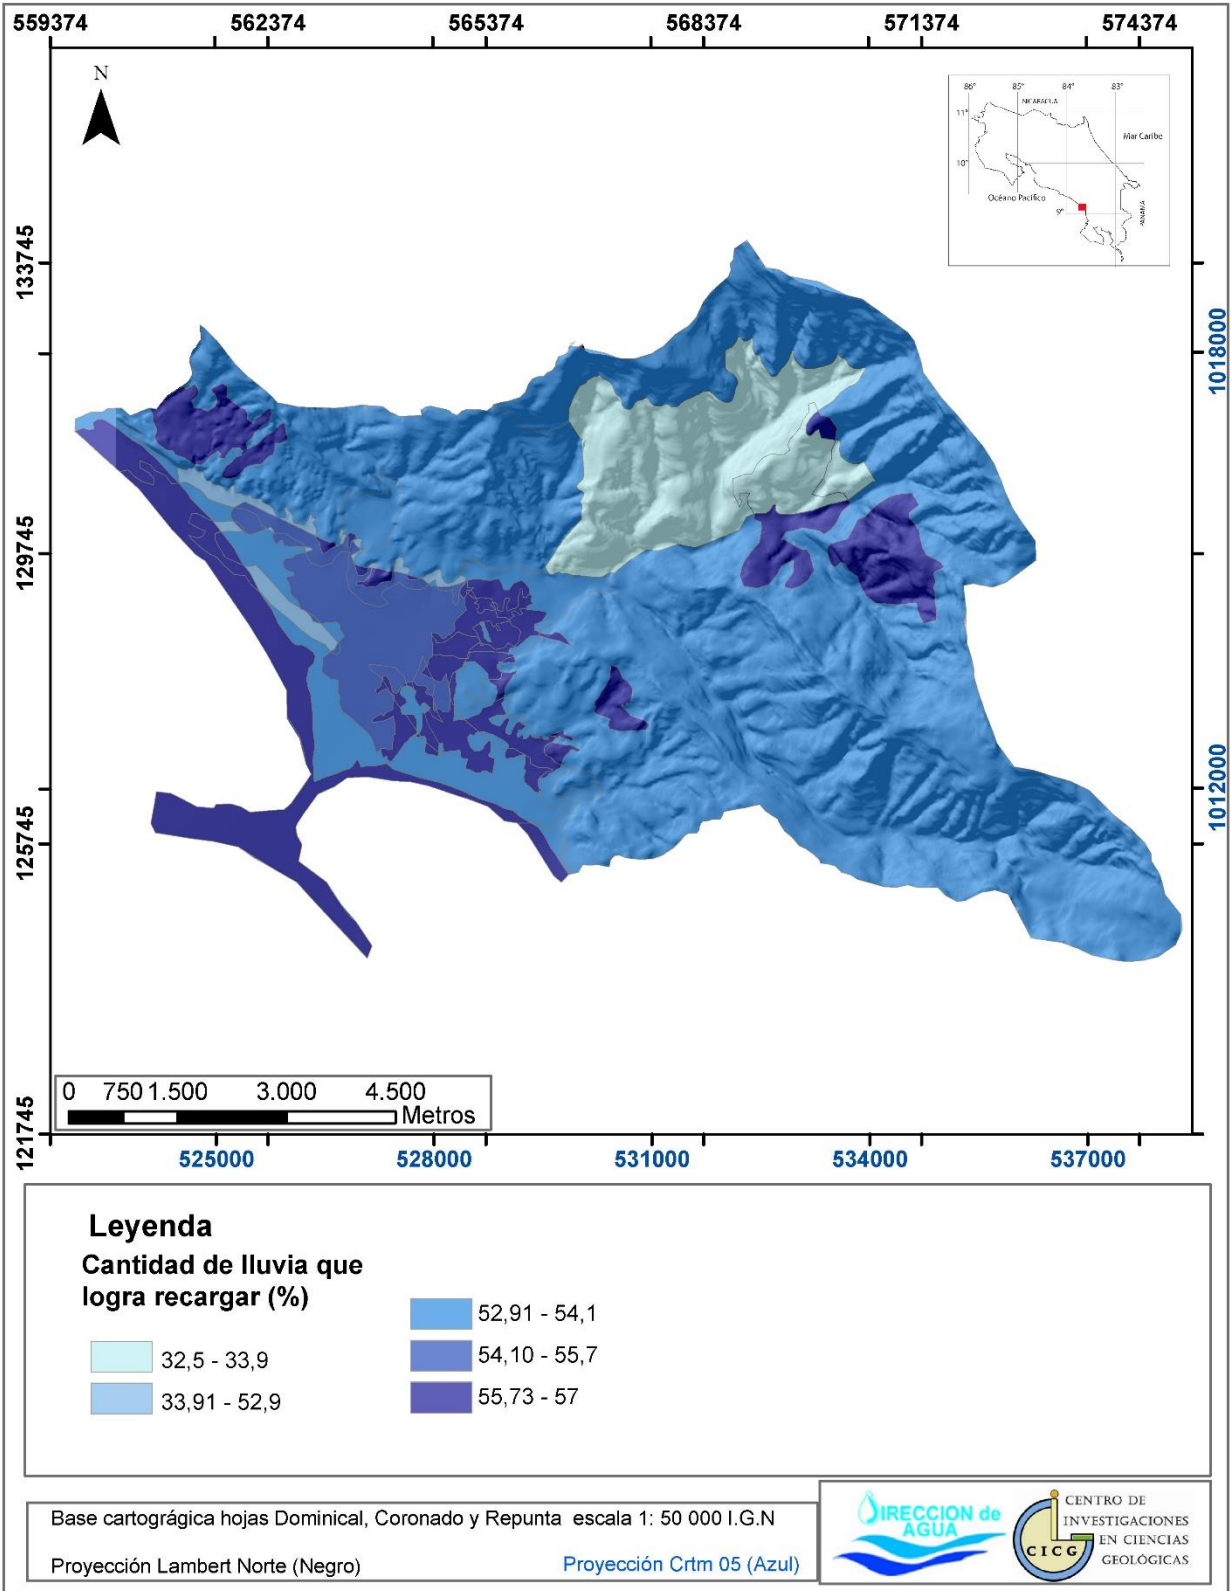 559374 562374 565374 568374 571374 574374
N
86° 85° 84° 83°
NICARAGUA
11°
Mar Caribe
10°
Océano Pacífico
9°
PANAMA
133745
1018000
129745
1012000
125745
0 750 1.500 3.000 4.500
Metros
121745
525000 528000 531000 534000 537000
Leyenda
Cantidad de lluvia que
logra recargar (%)
32,5 - 33,9
33,91 - 52,9
52,91 - 54,1
54,10 - 55,7
55,73 - 57
Base cartográgica hojas Dominical, Coronado y Repunta escala 1: 50 000 I.G.N
Proyección Lambert Norte (Negro) Proyección Crtm 05 (Azul)
DIRECCION de
AGUA
CICG
CENTRO DE
INVESTIGACIONES
EN CIENCIAS
GEOLÓGICAS